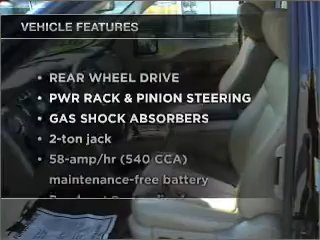 VEHICLE FEATURES
• REAR WHEEL DRIVE
• PWR RACK & PINION STEERING
• GAS SHOCK ABSORBERS
• 2-ton jack
• 58-amp/hr (540 CCA)
maintenance-free battery